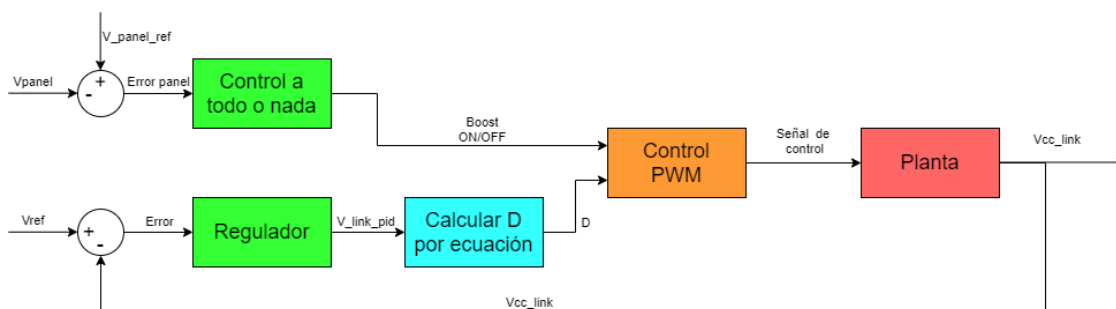 V_panel_ref
Vpanel
+
-
Error panel
Control a
todo o nada
Boost
ON/OFF
Control
PWM
Señal de
control
Planta
Vcc_link
Vref
+
-
Error
Regulador
V_link_pid
Calcular D
por ecuación
D
Vcc_link